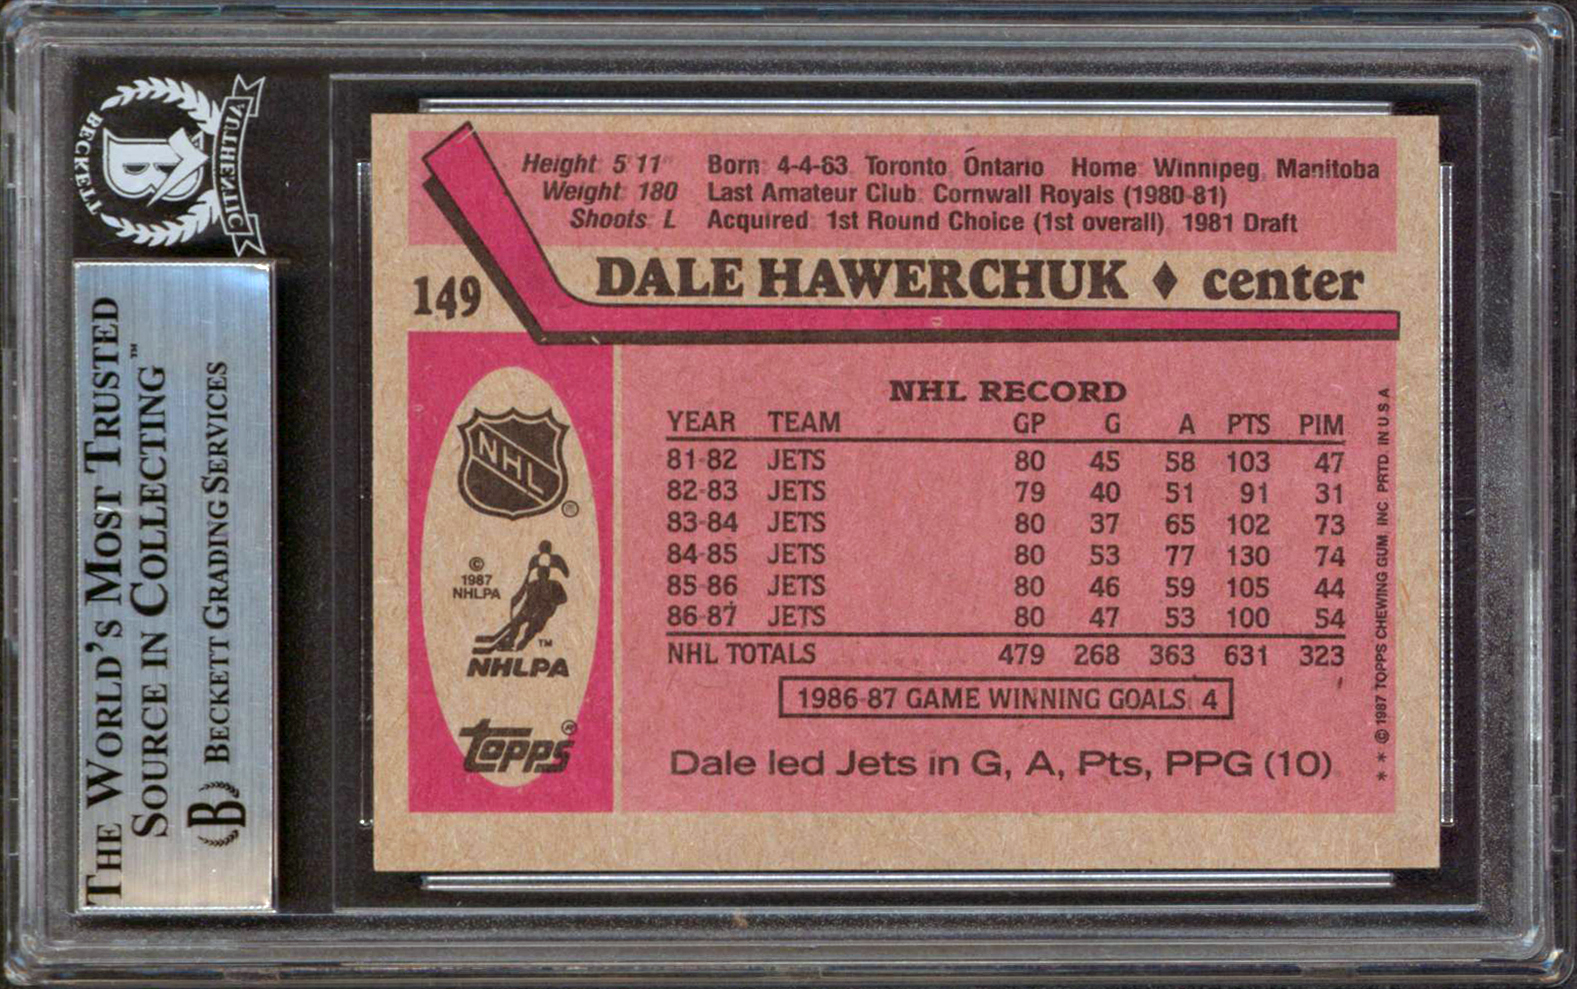 BECKETT
AUTHENTIC
B
THE WORLD'S MOST TRUSTED
SOURCE IN COLLECTING™
B BECKETT GRADING SERVICES
Height: 5'11" Born: 4-4-63 Toronto Ontario Home: Winnipeg, Manitoba
Weight: 180 Last Amateur Club: Cornwall Royals (1980-81)
Shoots: L Acquired: 1st Round Choice (1st overall), 1981 Draft
149 DALE HAWERCHUK ♦ center
NHL ®
© 1987 NHLPA
™
NHLPA
topps®
NHL RECORD
YEAR TEAM GP G A PTS PIM
81-82 JETS 80 45 58 103 47
82-83 JETS 79 40 51 91 31
83-84 JETS 80 37 65 102 73
84-85 JETS 80 53 77 130 74
85-86 JETS 80 46 59 105 44
86-87 JETS 80 47 53 100 54
NHL TOTALS 479 268 363 631 323
1986-87 GAME WINNING GOALS: 4
Dale led Jets in G, A, Pts, PPG (10)
* * © 1987 TOPPS CHEWING GUM, INC. PRTD. IN U.S.A.